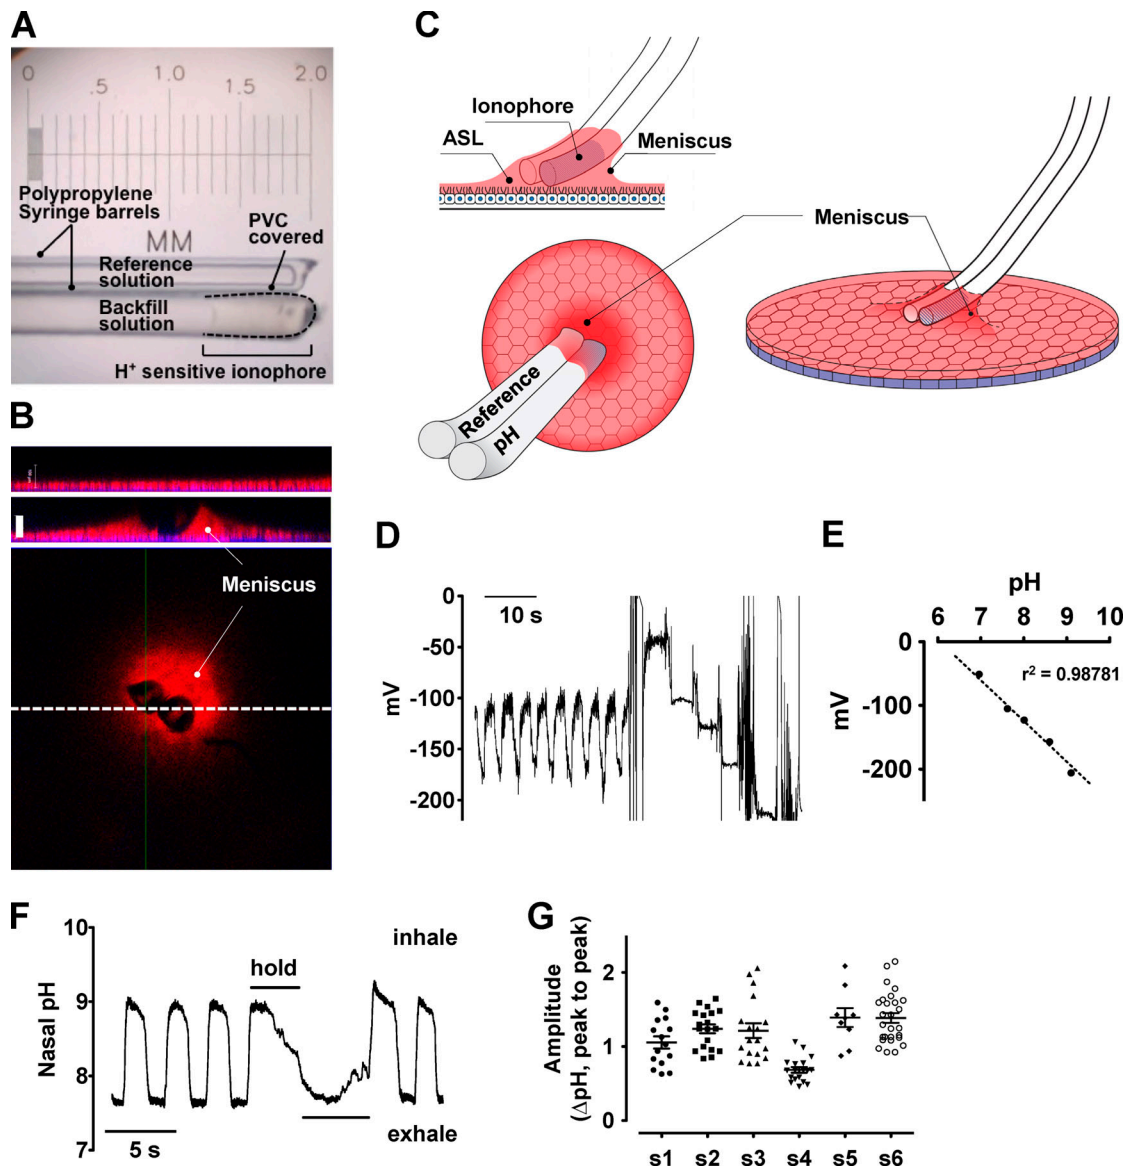 A
0
.5
1.0
1.5
2.0
Polypropylene
Syringe barrels
PVC
covered
MM
Reference
solution
Backfill
solution
H⁺ sensitive ionophore
B
Meniscus
C
Ionophore
ASL
Meniscus
Meniscus
Reference
pH
D
10 s
mV
0
-50
-100
-150
-200
E
pH
6 7 8 9 10
mV
0
-100
-200
r² = 0.98781
F
Nasal pH
10
9
8
7
inhale
hold
exhale
5 s
G
Amplitude
(ΔpH, peak to peak)
2
1
0
s1 s2 s3 s4 s5 s6